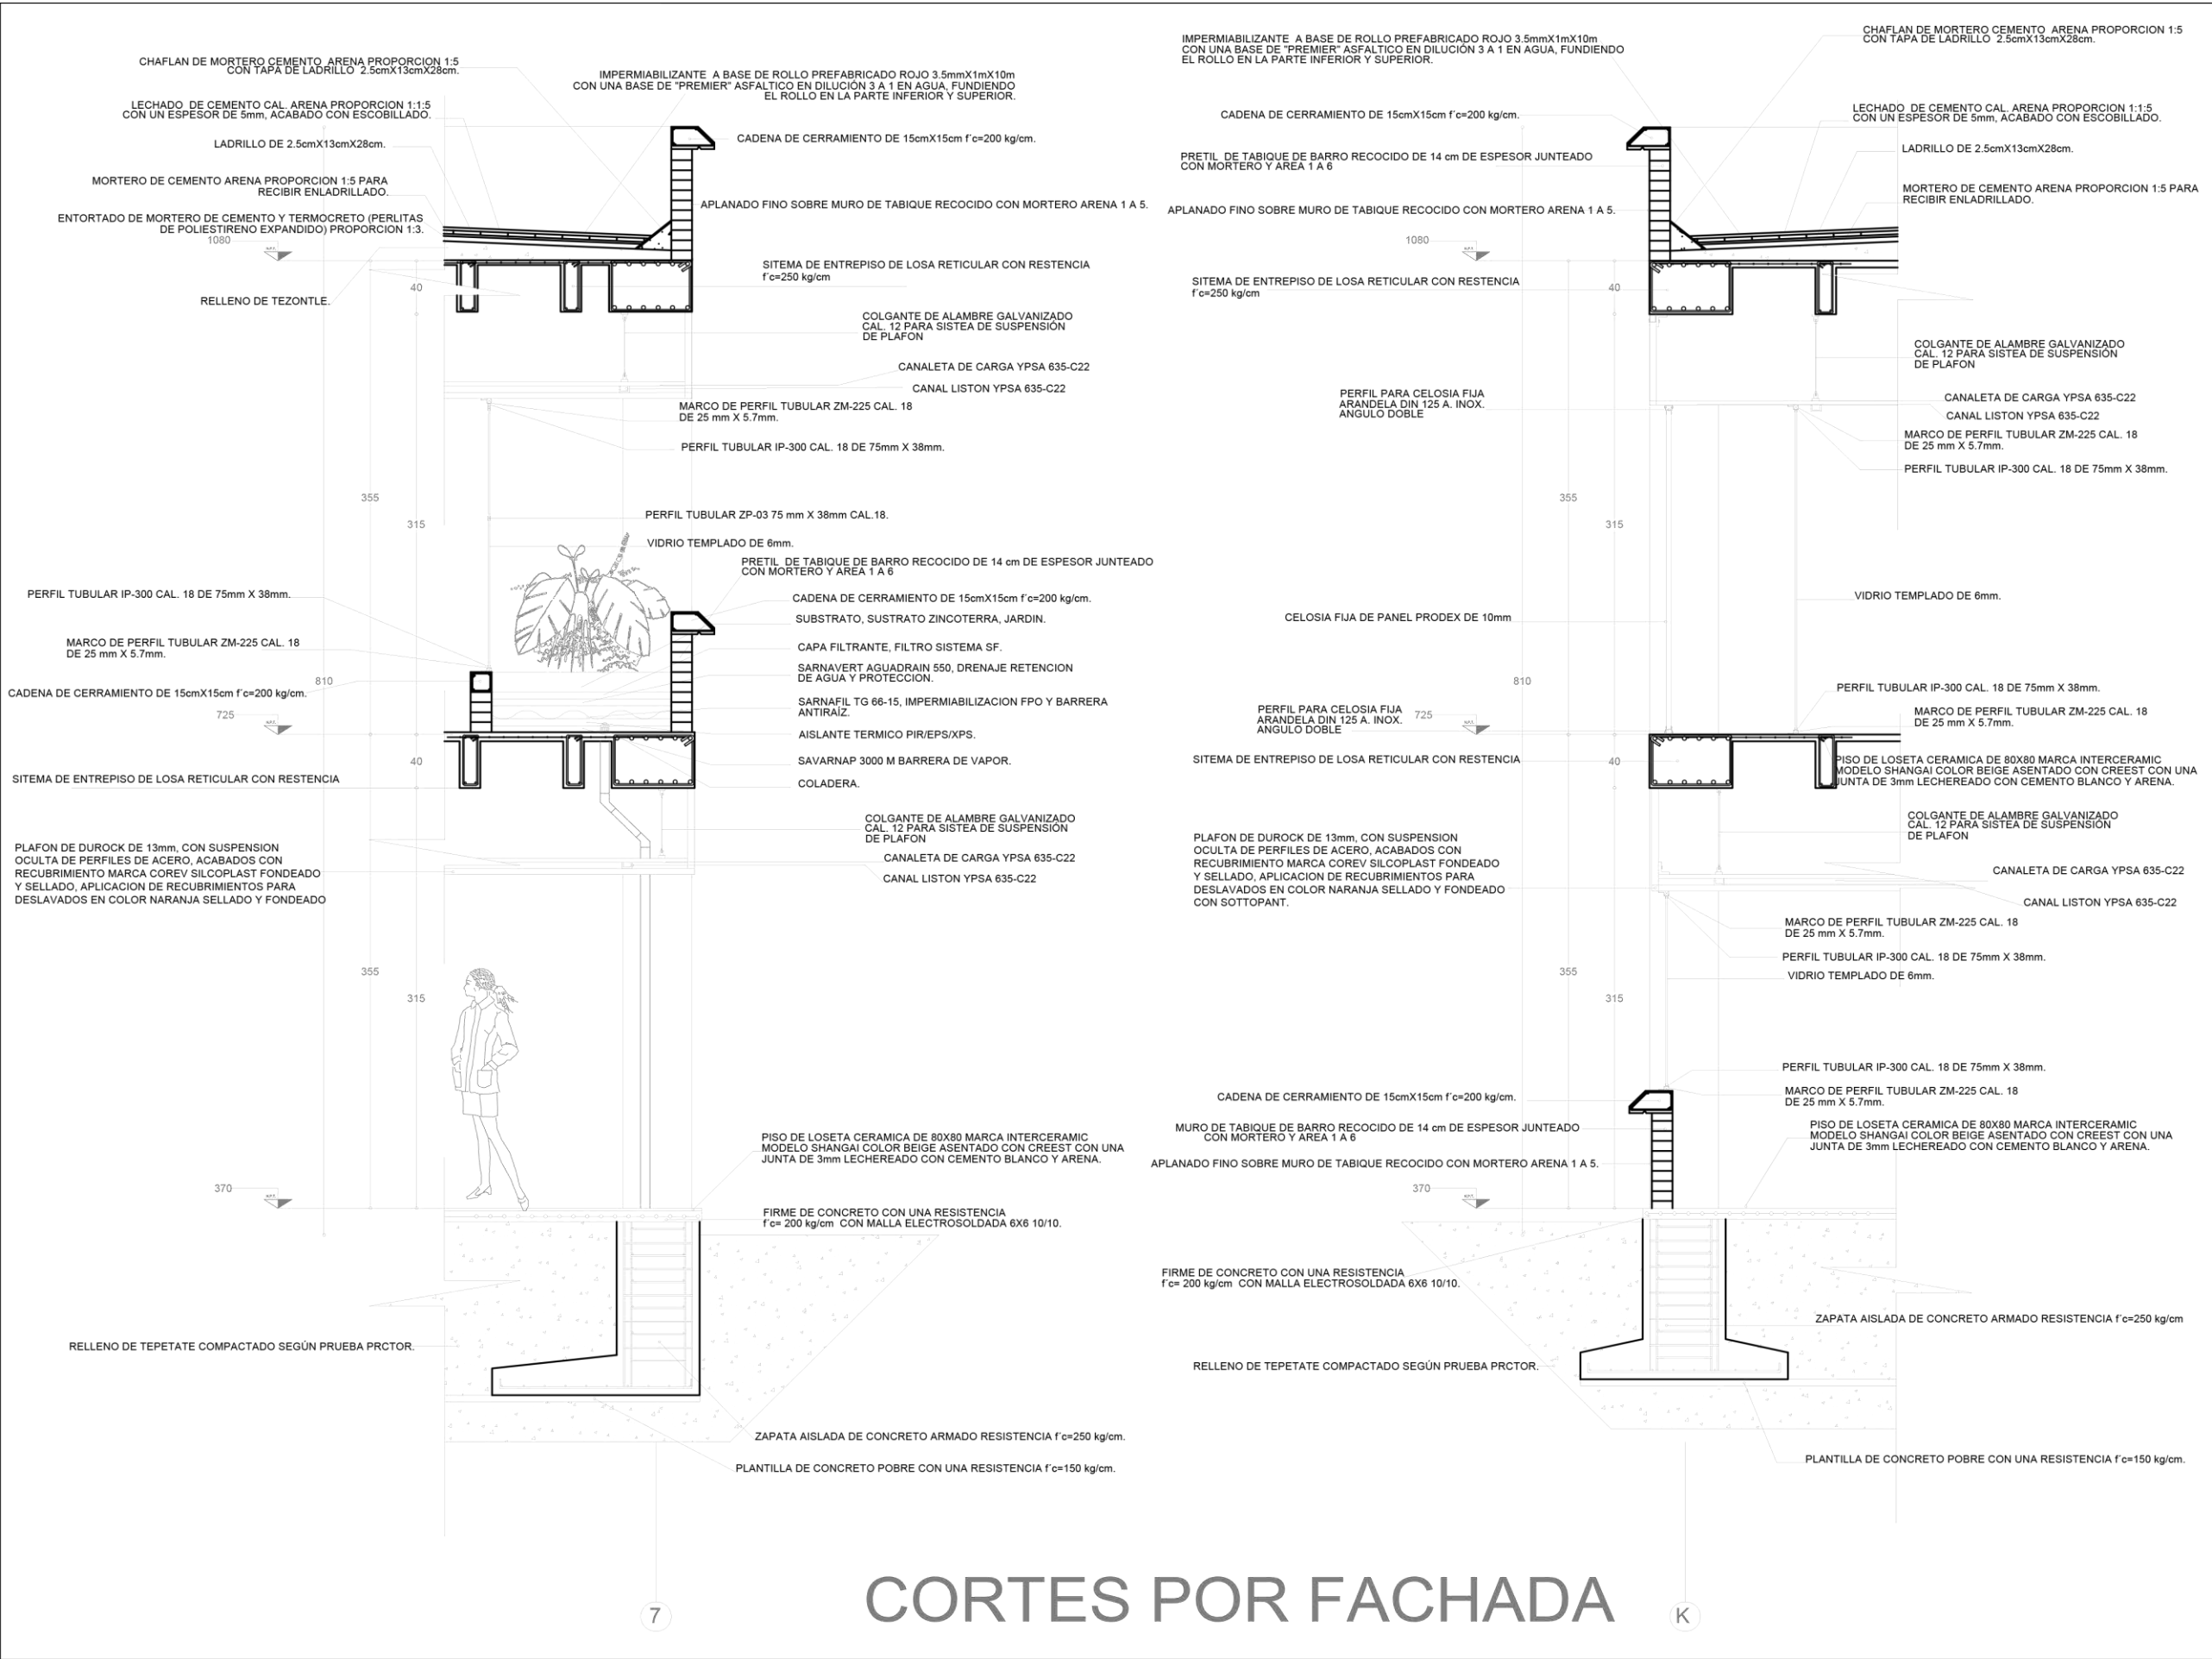 CHAFLAN DE MORTERO CEMENTO  ARENA PROPORCION 1:5
CON TAPA DE LADRILLO  2.5cmX13cmX28cm.
IMPERMIABILIZANTE  A BASE DE ROLLO PREFABRICADO ROJO 3.5mmX1mX10m
CON UNA BASE DE "PREMIER" ASFALTICO EN DILUCIÓN 3 A 1 EN AGUA, FUNDIENDO
EL ROLLO EN LA PARTE INFERIOR Y SUPERIOR.
LECHADO  DE CEMENTO CAL. ARENA PROPORCION 1:1:5
CON UN ESPESOR DE 5mm, ACABADO CON ESCOBILLADO.
CADENA DE CERRAMIENTO DE 15cmX15cm f´c=200 kg/cm.
LADRILLO DE 2.5cmX13cmX28cm.
MORTERO DE CEMENTO ARENA PROPORCION 1:5 PARA
RECIBIR ENLADRILLADO.
APLANADO FINO SOBRE MURO DE TABIQUE RECOCIDO CON MORTERO ARENA 1 A 5.
ENTORTADO DE MORTERO DE CEMENTO Y TERMOCRETO (PERLITAS
DE POLIESTIRENO EXPANDIDO) PROPORCION 1:3.
1080
SITEMA DE ENTREPISO DE LOSA RETICULAR CON RESTENCIA
f´c=250 kg/cm
40
RELLENO DE TEZONTLE.
COLGANTE DE ALAMBRE GALVANIZADO
CAL. 12 PARA SISTEA DE SUSPENSIÓN
DE PLAFON
CANALETA DE CARGA YPSA 635-C22
CANAL LISTON YPSA 635-C22
MARCO DE PERFIL TUBULAR ZM-225 CAL. 18
DE 25 mm X 5.7mm.
PERFIL TUBULAR IP-300 CAL. 18 DE 75mm X 38mm.
355
315
PERFIL TUBULAR ZP-03 75 mm X 38mm CAL.18.
VIDRIO TEMPLADO DE 6mm.
PRETIL  DE TABIQUE DE BARRO RECOCIDO DE 14 cm DE ESPESOR JUNTEADO
CON MORTERO Y AREA 1 A 6
PERFIL TUBULAR IP-300 CAL. 18 DE 75mm X 38mm.
CADENA DE CERRAMIENTO DE 15cmX15cm f´c=200 kg/cm.
SUBSTRATO, SUSTRATO ZINCOTERRA, JARDIN.
MARCO DE PERFIL TUBULAR ZM-225 CAL. 18
DE 25 mm X 5.7mm.
CAPA FILTRANTE, FILTRO SISTEMA SF.
SARNAVERT AGUADRAIN 550, DRENAJE RETENCION
DE AGUA Y PROTECCION.
810
CADENA DE CERRAMIENTO DE 15cmX15cm f´c=200 kg/cm.
SARNAFIL TG 66-15, IMPERMIABILIZACION FPO Y BARRERA
ANTIRAÍZ.
725
AISLANTE TERMICO PIR/EPS/XPS.
40
SAVARNAP 3000 M BARRERA DE VAPOR.
SITEMA DE ENTREPISO DE LOSA RETICULAR CON RESTENCIA
COLADERA.
COLGANTE DE ALAMBRE GALVANIZADO
CAL. 12 PARA SISTEA DE SUSPENSIÓN
DE PLAFON
PLAFON DE DUROCK DE 13mm, CON SUSPENSION
OCULTA DE PERFILES DE ACERO, ACABADOS CON
RECUBRIMIENTO MARCA COREV SILCOPLAST FONDEADO
Y SELLADO, APLICACION DE RECUBRIMIENTOS PARA
DESLAVADOS EN COLOR NARANJA SELLADO Y FONDEADO
CANALETA DE CARGA YPSA 635-C22
CANAL LISTON YPSA 635-C22
355
315
PISO DE LOSETA CERAMICA DE 80X80 MARCA INTERCERAMIC
MODELO SHANGAI COLOR BEIGE ASENTADO CON CREEST CON UNA
JUNTA DE 3mm LECHEREADO CON CEMENTO BLANCO Y ARENA.
370
FIRME DE CONCRETO CON UNA RESISTENCIA
f´c= 200 kg/cm  CON MALLA ELECTROSOLDADA 6X6 10/10.
RELLENO DE TEPETATE COMPACTADO SEGÚN PRUEBA PRCTOR.
ZAPATA AISLADA DE CONCRETO ARMADO RESISTENCIA f´c=250 kg/cm.
PLANTILLA DE CONCRETO POBRE CON UNA RESISTENCIA f´c=150 kg/cm.
7
IMPERMIABILIZANTE  A BASE DE ROLLO PREFABRICADO ROJO 3.5mmX1mX10m
CON UNA BASE DE "PREMIER" ASFALTICO EN DILUCIÓN 3 A 1 EN AGUA, FUNDIENDO
EL ROLLO EN LA PARTE INFERIOR Y SUPERIOR.
CHAFLAN DE MORTERO CEMENTO  ARENA PROPORCION 1:5
CON TAPA DE LADRILLO  2.5cmX13cmX28cm.
CADENA DE CERRAMIENTO DE 15cmX15cm f´c=200 kg/cm.
LECHADO  DE CEMENTO CAL. ARENA PROPORCION 1:1:5
CON UN ESPESOR DE 5mm, ACABADO CON ESCOBILLADO.
PRETIL  DE TABIQUE DE BARRO RECOCIDO DE 14 cm DE ESPESOR JUNTEADO
CON MORTERO Y AREA 1 A 6
LADRILLO DE 2.5cmX13cmX28cm.
MORTERO DE CEMENTO ARENA PROPORCION 1:5 PARA
RECIBIR ENLADRILLADO.
APLANADO FINO SOBRE MURO DE TABIQUE RECOCIDO CON MORTERO ARENA 1 A 5.
1080
SITEMA DE ENTREPISO DE LOSA RETICULAR CON RESTENCIA
f´c=250 kg/cm
40
COLGANTE DE ALAMBRE GALVANIZADO
CAL. 12 PARA SISTEA DE SUSPENSIÓN
DE PLAFON
PERFIL PARA CELOSIA FIJA
ARANDELA DIN 125 A. INOX.
ANGULO DOBLE
CANALETA DE CARGA YPSA 635-C22
CANAL LISTON YPSA 635-C22
MARCO DE PERFIL TUBULAR ZM-225 CAL. 18
DE 25 mm X 5.7mm.
PERFIL TUBULAR IP-300 CAL. 18 DE 75mm X 38mm.
355
315
VIDRIO TEMPLADO DE 6mm.
CELOSIA FIJA DE PANEL PRODEX DE 10mm
810
PERFIL TUBULAR IP-300 CAL. 18 DE 75mm X 38mm.
PERFIL PARA CELOSIA FIJA
ARANDELA DIN 125 A. INOX.
ANGULO DOBLE
725
MARCO DE PERFIL TUBULAR ZM-225 CAL. 18
DE 25 mm X 5.7mm.
SITEMA DE ENTREPISO DE LOSA RETICULAR CON RESTENCIA
40
PISO DE LOSETA CERAMICA DE 80X80 MARCA INTERCERAMIC
MODELO SHANGAI COLOR BEIGE ASENTADO CON CREEST CON UNA
JUNTA DE 3mm LECHEREADO CON CEMENTO BLANCO Y ARENA.
COLGANTE DE ALAMBRE GALVANIZADO
CAL. 12 PARA SISTEA DE SUSPENSIÓN
DE PLAFON
PLAFON DE DUROCK DE 13mm, CON SUSPENSION
OCULTA DE PERFILES DE ACERO, ACABADOS CON
RECUBRIMIENTO MARCA COREV SILCOPLAST FONDEADO
Y SELLADO, APLICACION DE RECUBRIMIENTOS PARA
DESLAVADOS EN COLOR NARANJA SELLADO Y FONDEADO
CON SOTTOPANT.
CANALETA DE CARGA YPSA 635-C22
CANAL LISTON YPSA 635-C22
MARCO DE PERFIL TUBULAR ZM-225 CAL. 18
DE 25 mm X 5.7mm.
PERFIL TUBULAR IP-300 CAL. 18 DE 75mm X 38mm.
355
VIDRIO TEMPLADO DE 6mm.
315
PERFIL TUBULAR IP-300 CAL. 18 DE 75mm X 38mm.
MARCO DE PERFIL TUBULAR ZM-225 CAL. 18
DE 25 mm X 5.7mm.
CADENA DE CERRAMIENTO DE 15cmX15cm f´c=200 kg/cm.
MURO DE TABIQUE DE BARRO RECOCIDO DE 14 cm DE ESPESOR JUNTEADO
CON MORTERO Y AREA 1 A 6
PISO DE LOSETA CERAMICA DE 80X80 MARCA INTERCERAMIC
MODELO SHANGAI COLOR BEIGE ASENTADO CON CREEST CON UNA
JUNTA DE 3mm LECHEREADO CON CEMENTO BLANCO Y ARENA.
APLANADO FINO SOBRE MURO DE TABIQUE RECOCIDO CON MORTERO ARENA 1 A 5.
370
FIRME DE CONCRETO CON UNA RESISTENCIA
f´c= 200 kg/cm  CON MALLA ELECTROSOLDADA 6X6 10/10.
ZAPATA AISLADA DE CONCRETO ARMADO RESISTENCIA f´c=250 kg/cm
RELLENO DE TEPETATE COMPACTADO SEGÚN PRUEBA PRCTOR.
PLANTILLA DE CONCRETO POBRE CON UNA RESISTENCIA f´c=150 kg/cm.
CORTES POR FACHADA
K